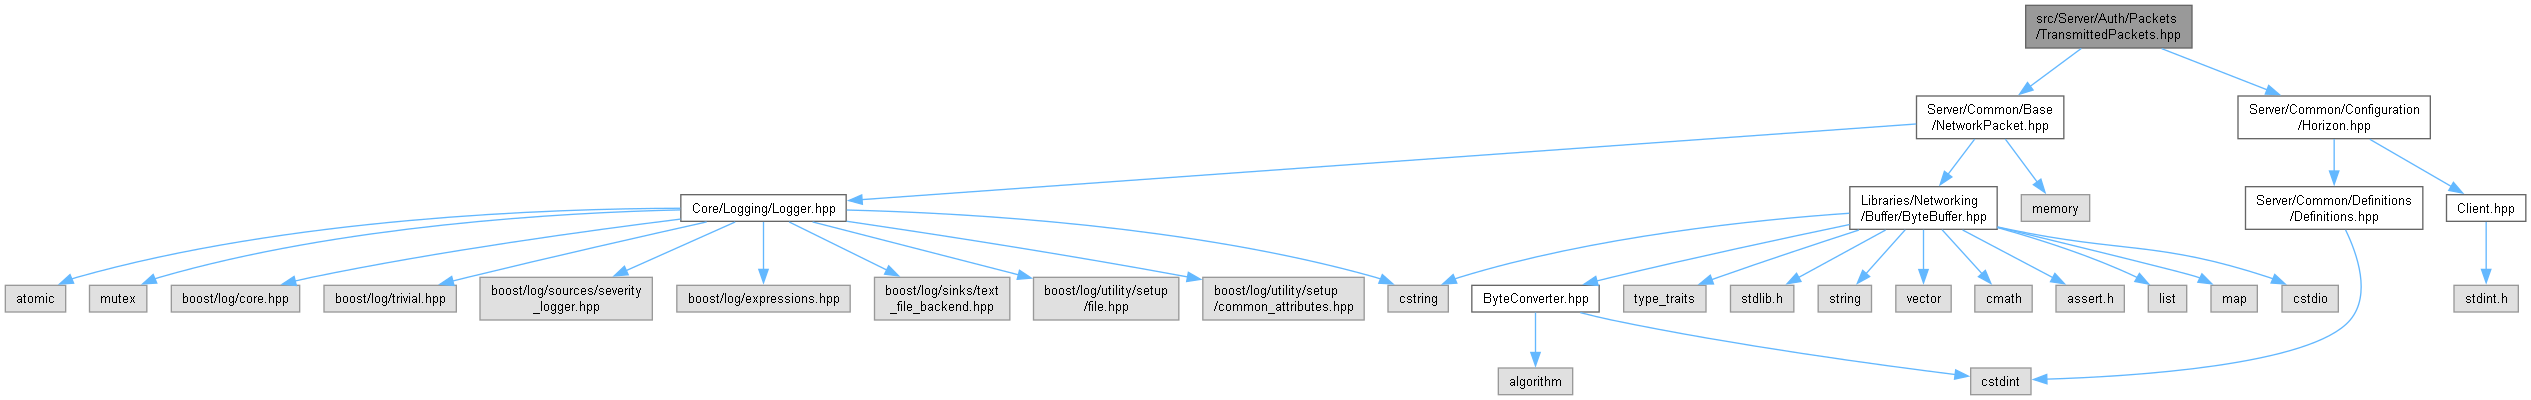 src/Server/Auth/Packets
/TransmittedPackets.hpp
Server/Common/Base
/NetworkPacket.hpp
Server/Common/Configuration
/Horizon.hpp
Core/Logging/Logger.hpp
Libraries/Networking
/Buffer/ByteBuffer.hpp
memory
Server/Common/Definitions
/Definitions.hpp
Client.hpp
atomic
mutex
boost/log/core.hpp
boost/log/trivial.hpp
boost/log/sources/severity
_logger.hpp
boost/log/expressions.hpp
boost/log/sinks/text
_file_backend.hpp
boost/log/utility/setup
/file.hpp
boost/log/utility/setup
/common_attributes.hpp
cstring
ByteConverter.hpp
type_traits
stdlib.h
string
vector
cmath
assert.h
list
map
cstdio
stdint.h
algorithm
cstdint